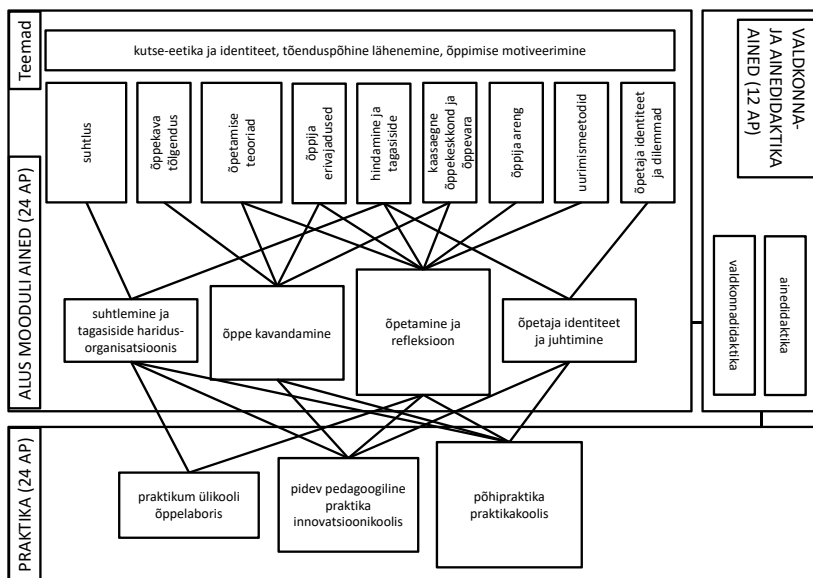 Teemad
kutse-eetika ja identiteet, tõenduspõhine lähenemine, õppimise motiveerimine
VALDKONNA-
JA AINEDIDAKTIKA
AINED (12 AP)
ALUS MOODULI AINED (24 AP)
suhtlus
õppekava
tõlgendus
õpetamise
teooriad
õppija
erivajadused
hindamine ja
tagasiside
kaasaegne
õppekeskkond ja
õppevara
õppija areng
uurimismeetodid
õpetaja identiteet
ja dilemmad
suhtlemine ja
tagasiside haridus-
organisatsioonis
õppe kavandamine
õpetamine ja
refleksioon
õpetaja identiteet
ja juhtimine
valdkonnadidaktika
ainedidaktika
PRAKTIKA (24 AP)
praktikum ülikooli
õppelaboris
pidev pedagoogiline
praktika
innovatsioonikoolis
põhipraktika
praktikakoolis